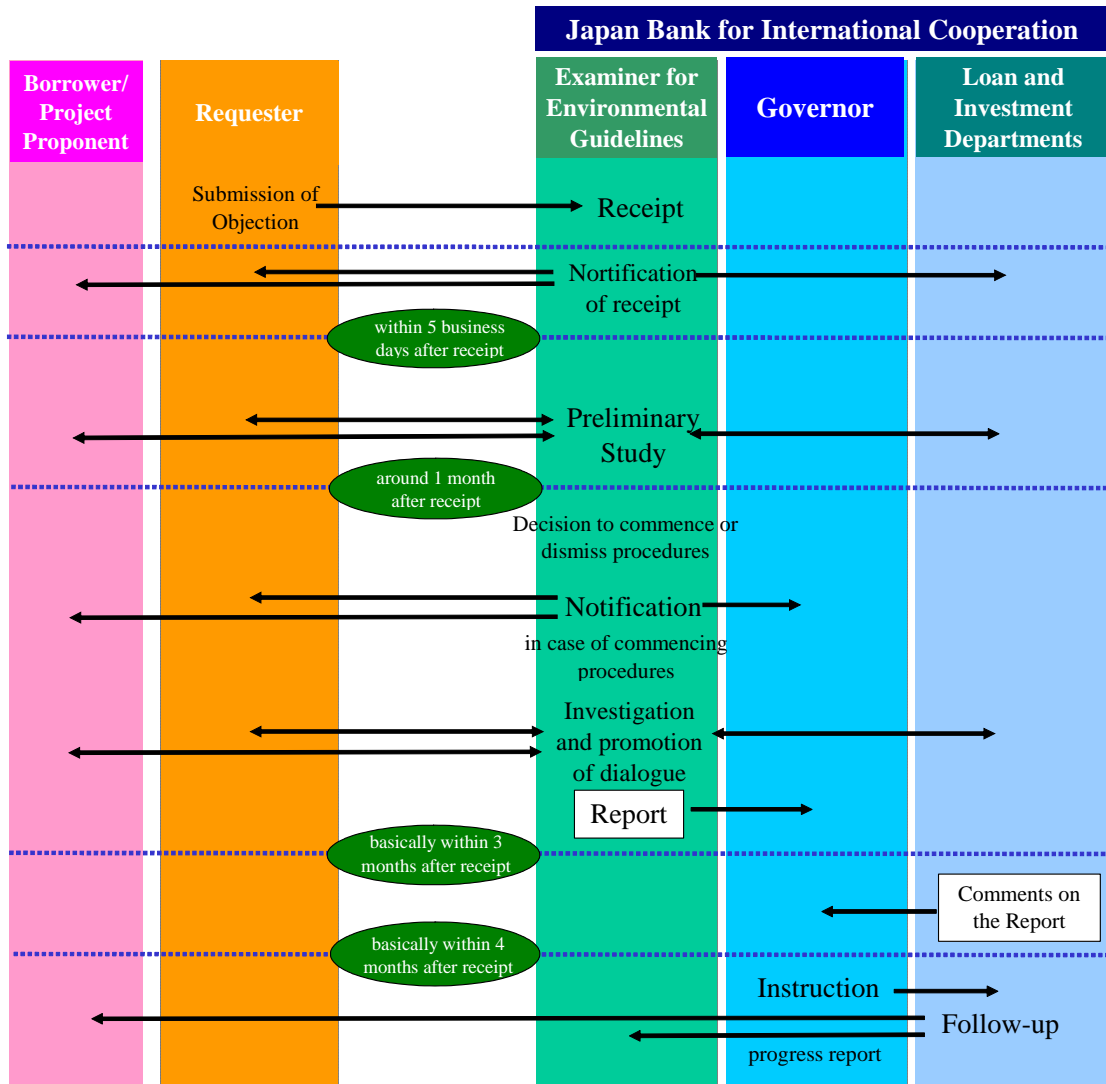 Japan Bank for International Cooperation
Borrower/
Project
Proponent
Requester
Examiner for
Environmental
Guidelines
Governor
Loan and
Investment
Departments
Submission of
Objection
Receipt
Nortification
of receipt
within 5 business
days after receipt
Preliminary
Study
around 1 month
after receipt
Decision to commence or
dismiss procedures
Notification
in case of commencing
procedures
Investigation
and promotion
of dialogue
Report
basically within 3
months after receipt
Comments on
the Report
basically within 4
months after receipt
Instruction
Follow-up
progress report